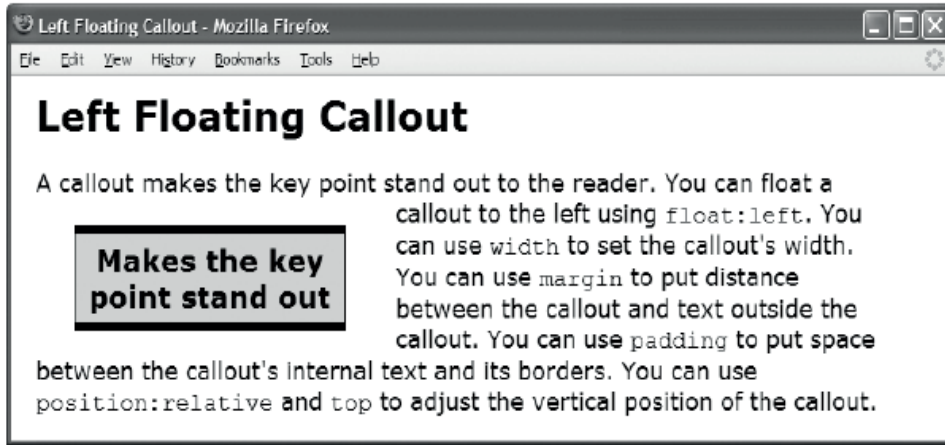 Left Floating Callout - Mozilla Firefox
File Edit View History Bookmarks Tools Help
Left Floating Callout
A callout makes the key point stand out to the reader. You can float a
callout to the left using float:left. You
can use width to set the callout's width.
You can use margin to put distance
between the callout and text outside the
callout. You can use padding to put space
Makes the key
point stand out
between the callout's internal text and its borders. You can use
position:relative and top to adjust the vertical position of the callout.